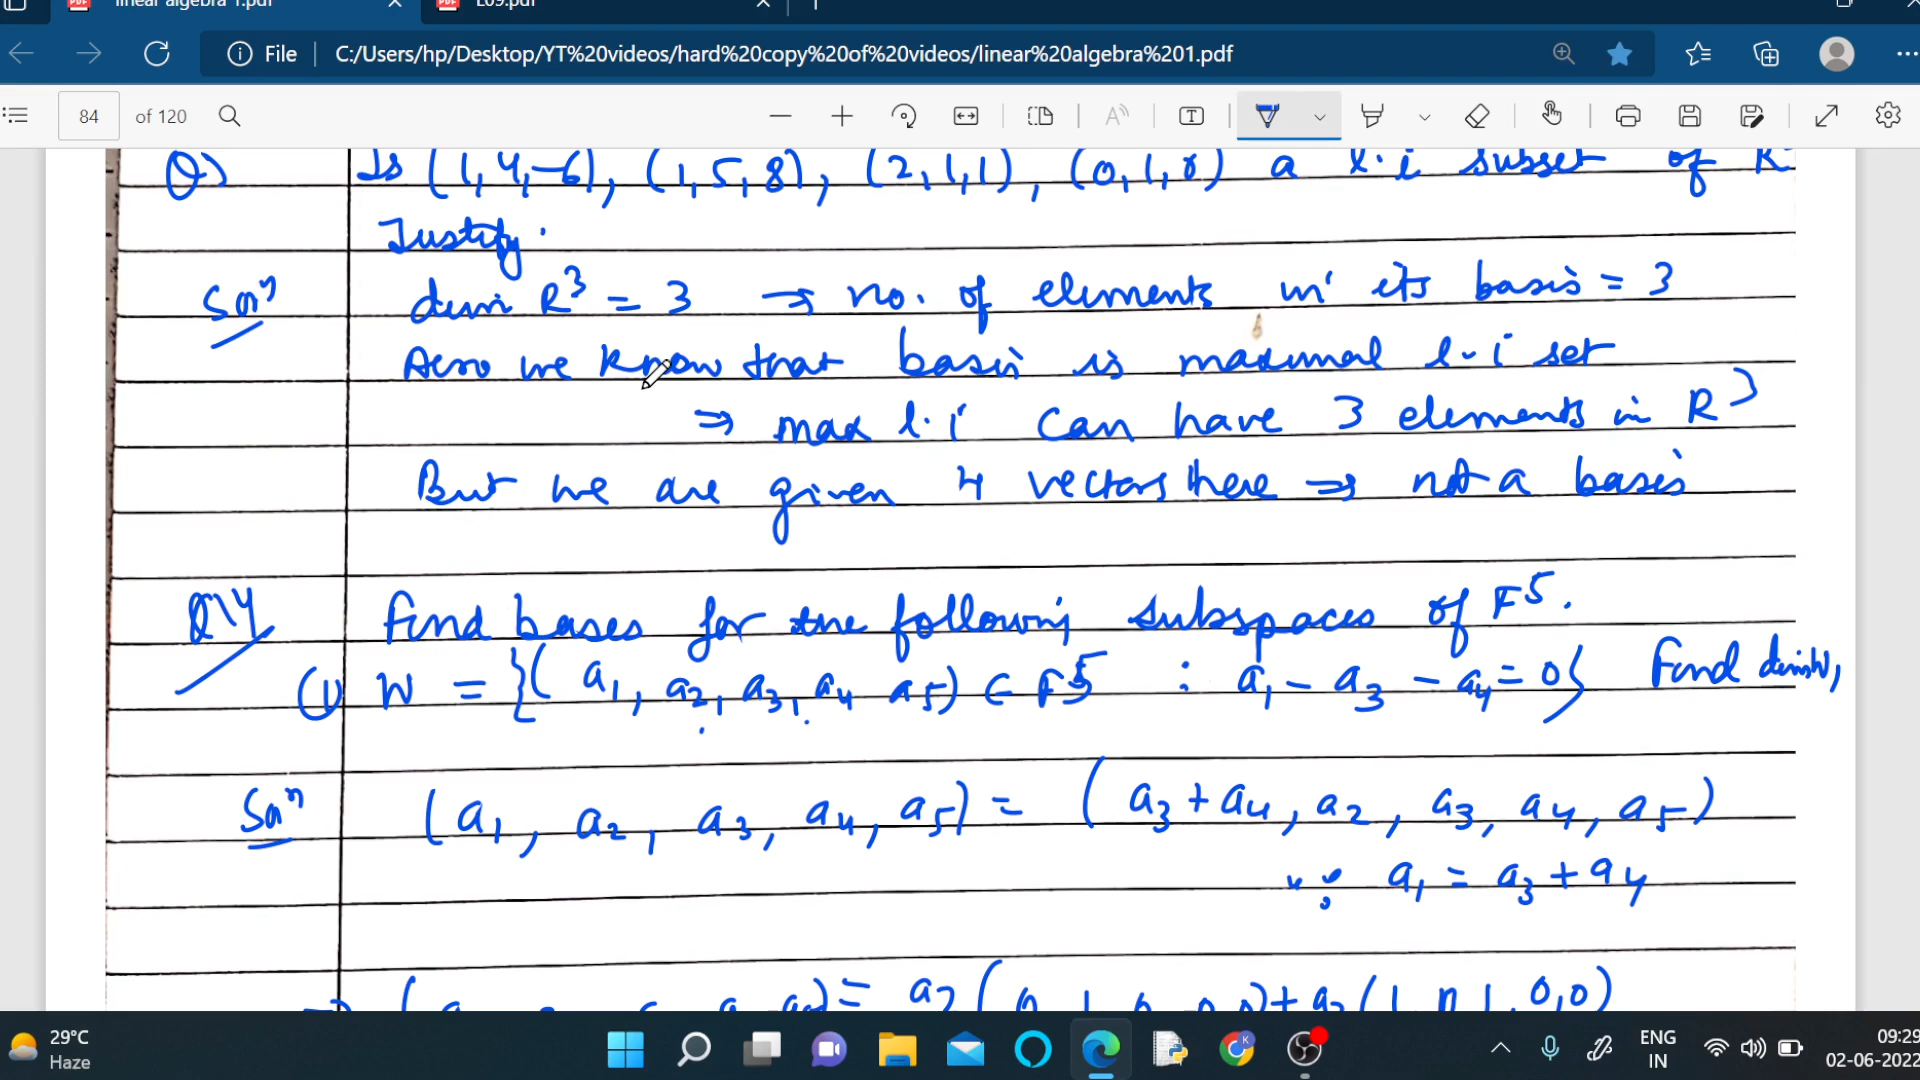 linear algebra 1.pdf
L09.pdf
File
C:/Users/hp/Desktop/YT%20videos/hard%20copy%20of%20videos/linear%20algebra%201.pdf
84 of 120
Q) Is (1,4,-6), (1,5,8), (2,1,1), (0,1,0) a l.i subset of R
Justify.
Solⁿ dim R³ = 3 → no. of elements in its basis = 3
Also we know that basis is maximal l.i set
⇒ max l.i can have 3 elements in R³
But we are given 4 vectors here ⇒ not a basis
Q14 Find bases for the following subspaces of F⁵.
(1) W = {(a₁, a₂, a₃, a₄ a₅) ∈ F⁵ : a₁ - a₃ - a₄ = 0} Find dim W,
Solⁿ (a₁, a₂, a₃, a₄, a₅) = (a₃+a₄, a₂, a₃, a₄, a₅)
∵ a₁ = a₃ + a₄
29°C
Haze
ENG
IN
09:29
02-06-2022